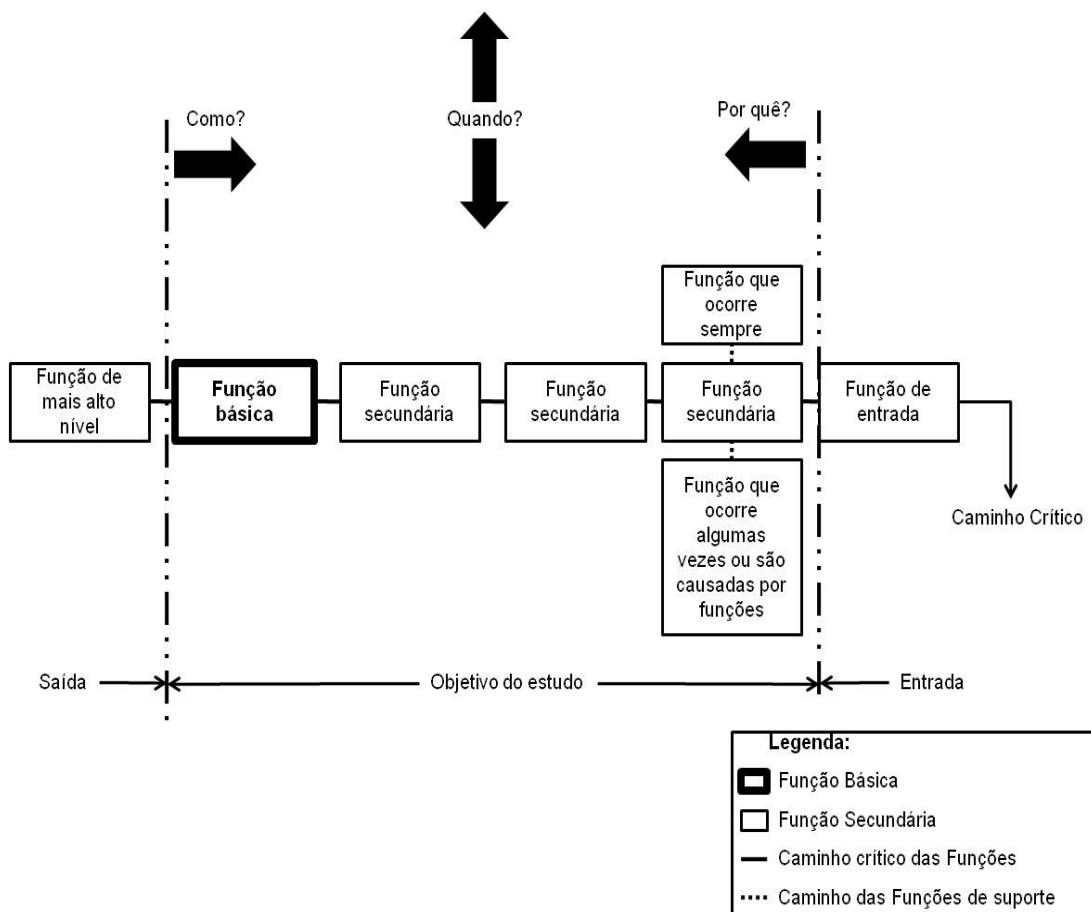 Como?
Quando?
Por quê?
Função que
ocorre
sempre
Função de
mais alto
nível
Função
básica
Função
secundária
Função
secundária
Função
secundária
Função de
entrada
Função que
ocorre
algumas
vezes ou são
causadas por
funções
Caminho Crítico
Saída
Objetivo do estudo
Entrada
Legenda:
Função Básica
Função Secundária
Caminho crítico das Funções
Caminho das Funções de suporte